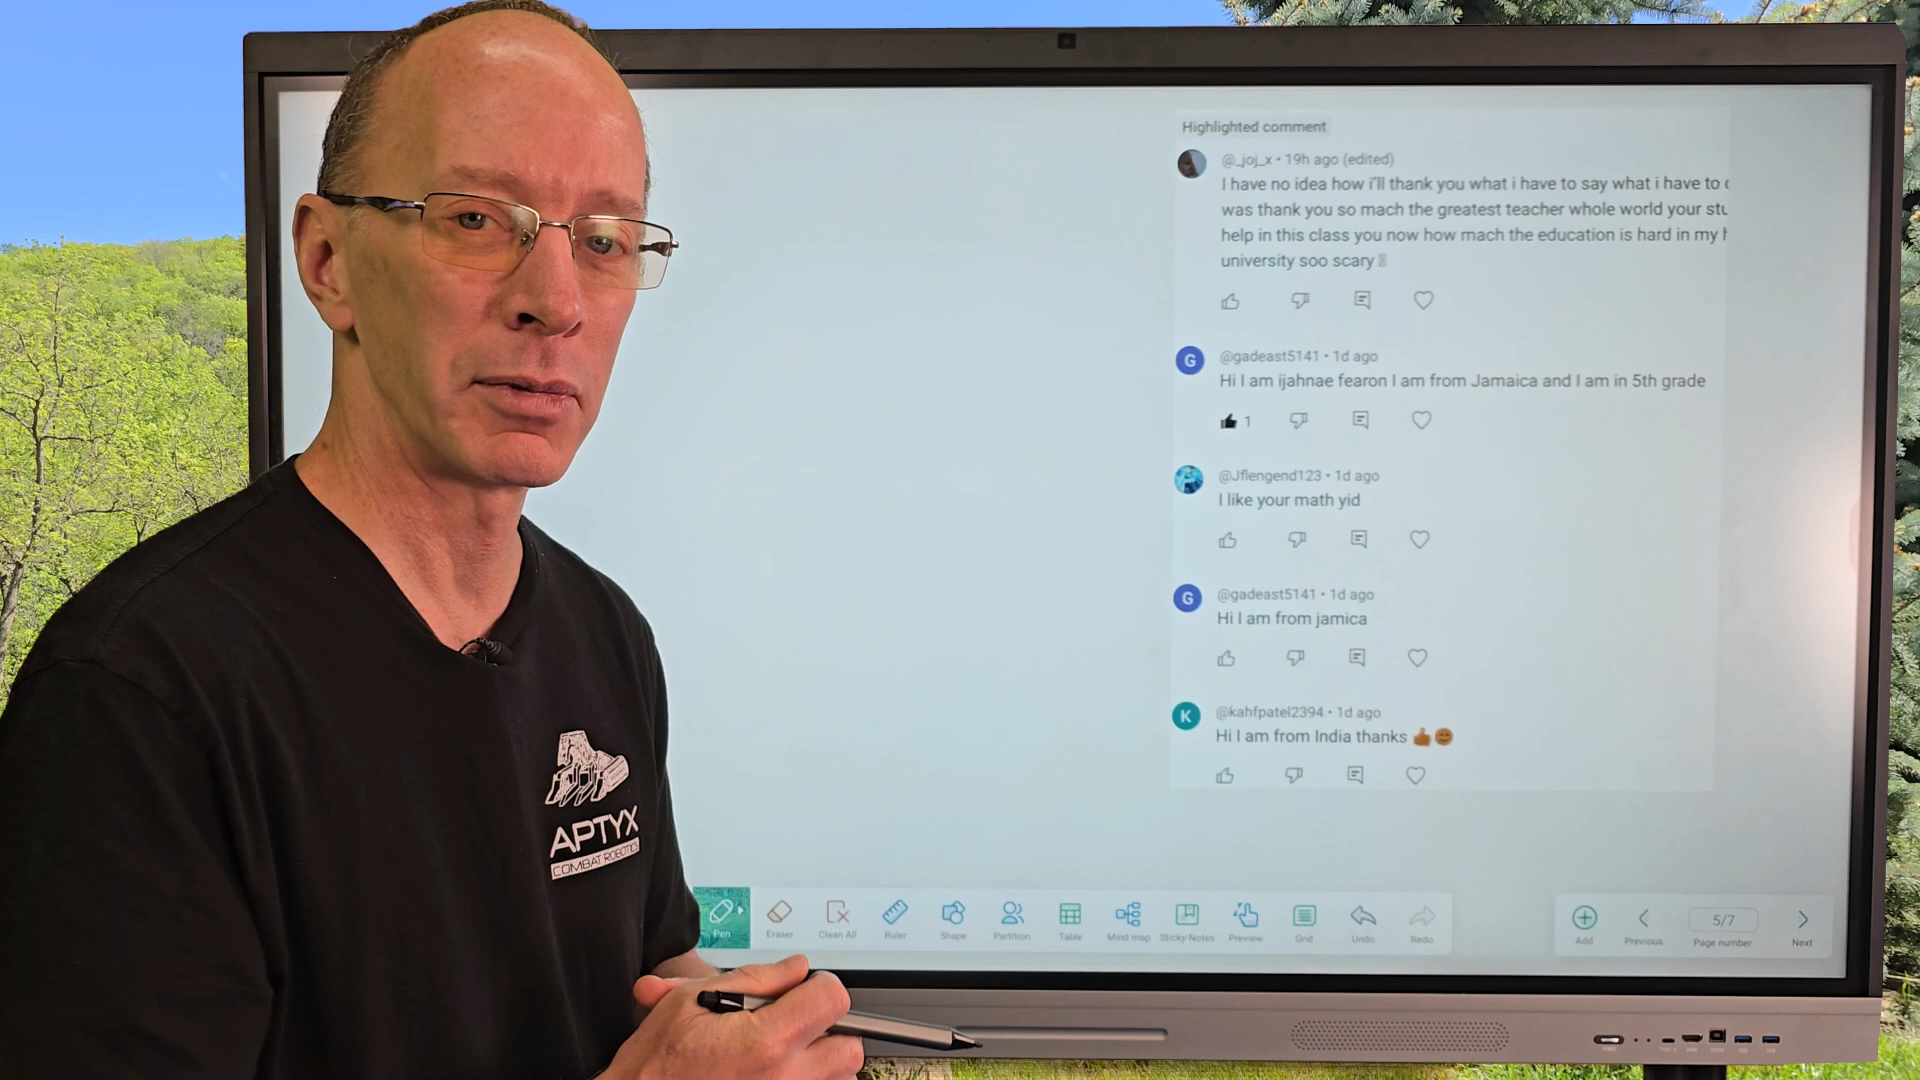 Highlighted comment
@_joj_x • 19h ago (edited)
I have no idea how i'll thank you what i have to say what i have to
was thank you so mach the greatest teacher whole world your stu
help in this class you now how mach the education is hard in my
university soo scary
@gadeast5141 • 1d ago
G
Hi I am ijahnae fearon I am from Jamaica and I am in 5th grade
1
@Jflengend123 • 1d ago
I like your math yid
@gadeast5141 • 1d ago
G
Hi I am from jamica
@kahfpatel2394 • 1d ago
K
Hi I am from India thanks 👍😊
APTYX
COMBAT ROBOTICS
Pen Eraser Clean All Ruler Shape Partition Table Mind map Sticky-Notes Preview Grid Undo Redo
5/7
Add Previous Page number Next